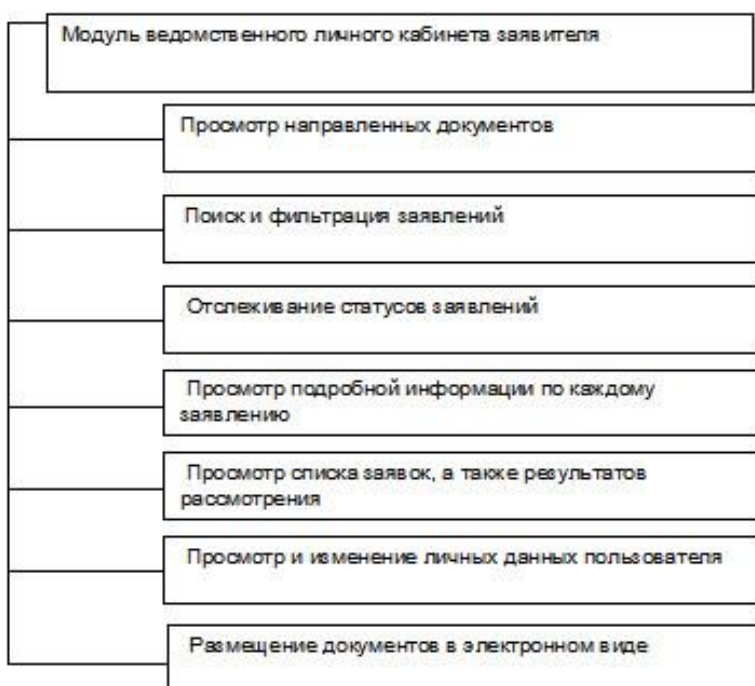 Модуль ведомственного личного кабинета заявителя
Просмотр направленных документов
Поиск и фильтрация заявлений
Отслеживание статусов заявлений
Просмотр подробной информации по каждому
заявлению
Просмотр списка заявок, а также результатов
рассмотрения
Просмотр и изменение личных данных пользователя
Размещение документов в электронном виде